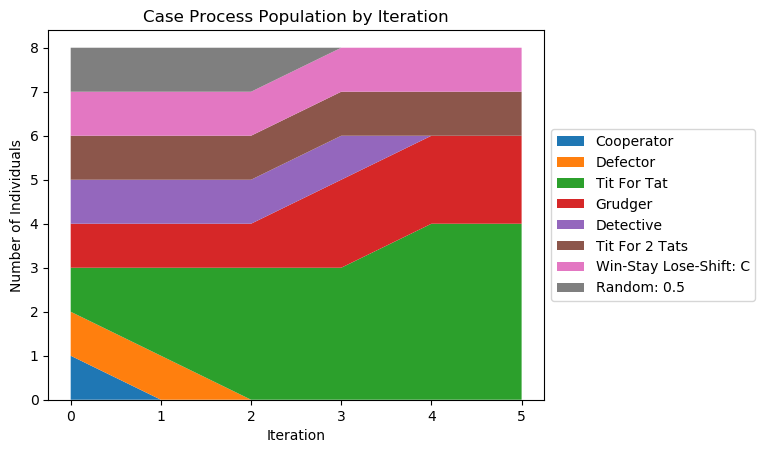 Case Process Population by Iteration
Number of Individuals
8
7
6
5
4
3
2
1
0
0 1 2 3 4 5
Iteration
Cooperator
Defector
Tit For Tat
Grudger
Detective
Tit For 2 Tats
Win-Stay Lose-Shift: C
Random: 0.5